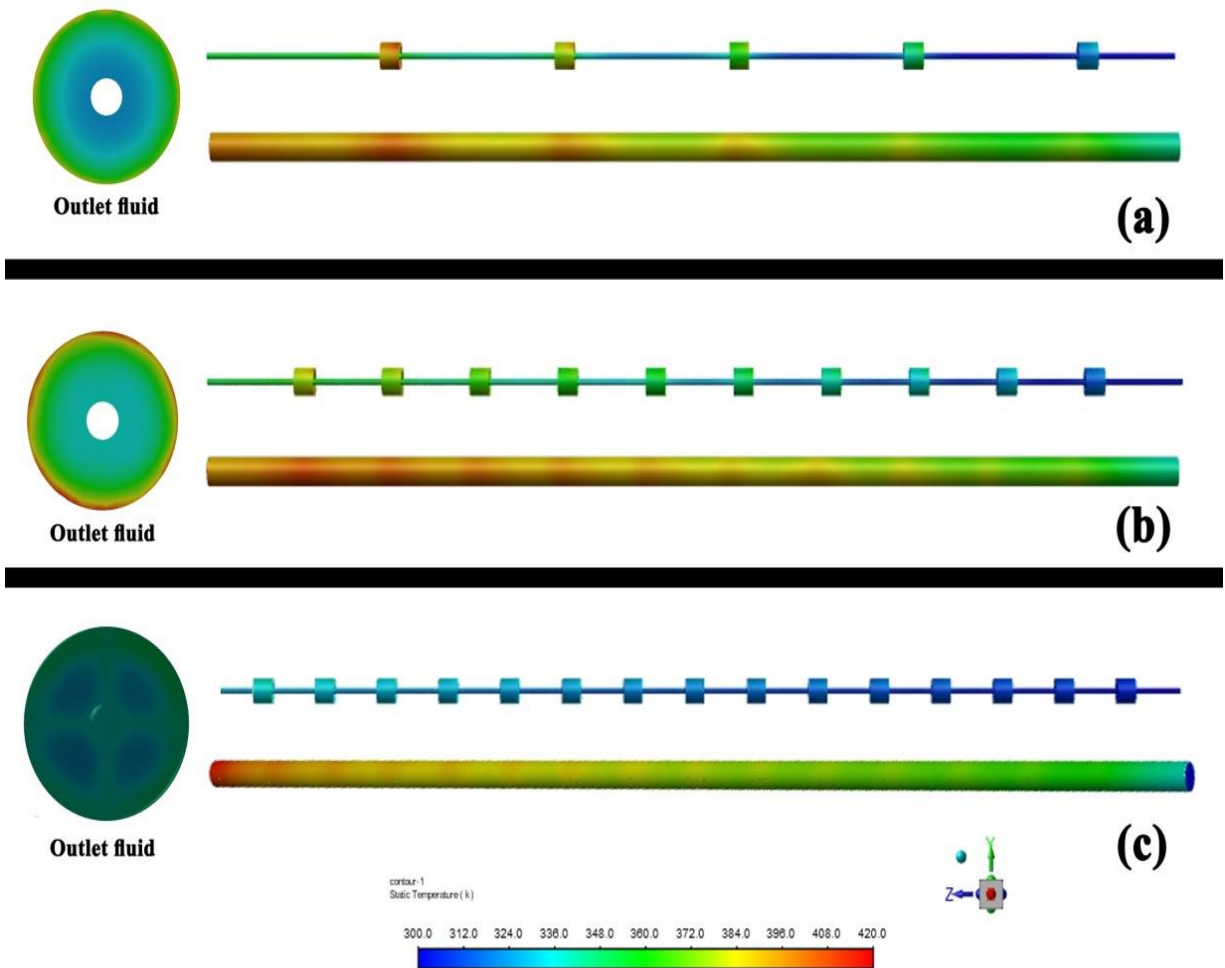 Outlet fluid
(a)
Outlet fluid
(b)
Outlet fluid
(c)
contour-1
Static Temperature ( k )
Y
Z
300.0 312.0 324.0 336.0 348.0 360.0 372.0 384.0 396.0 408.0 420.0